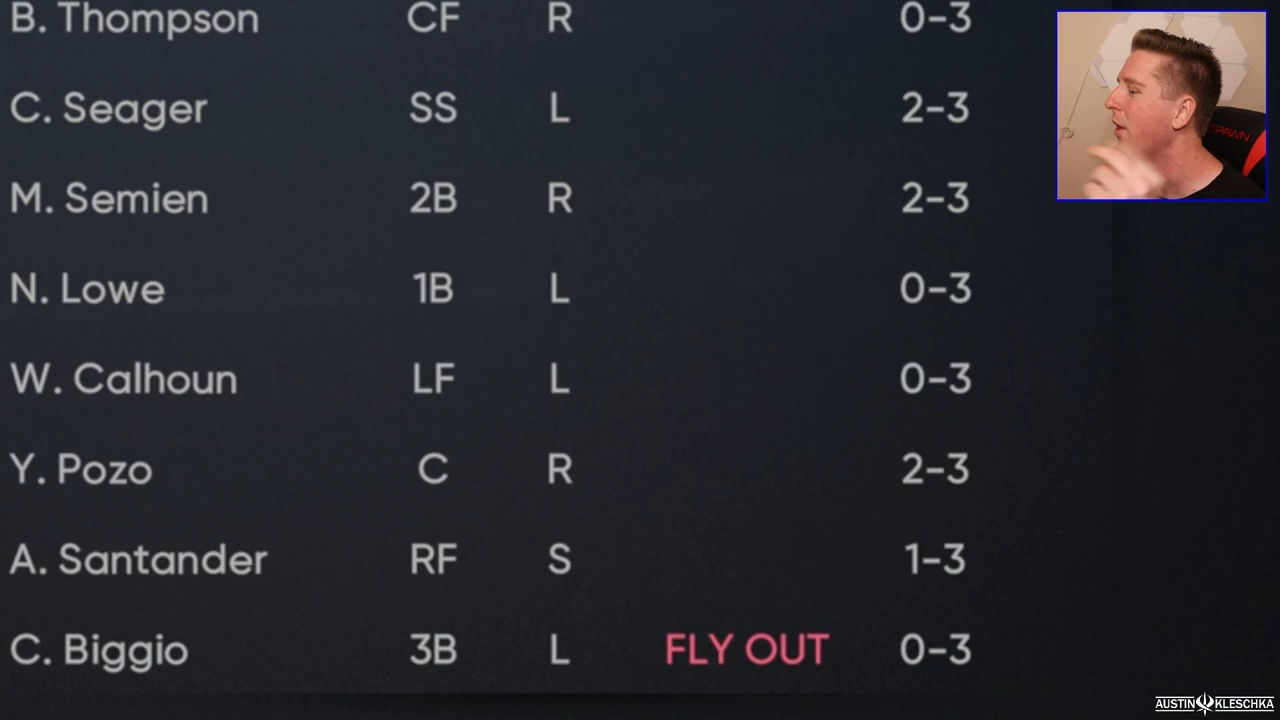 B. Thompson CF R 0-3
C. Seager SS L 2-3
M. Semien 2B R 2-3
N. Lowe 1B L 0-3
W. Calhoun LF L 0-3
Y. Pozo C R 2-3
A. Santander RF S 1-3
C. Biggio 3B L FLY OUT 0-3
AUSTIN KLESCHKA